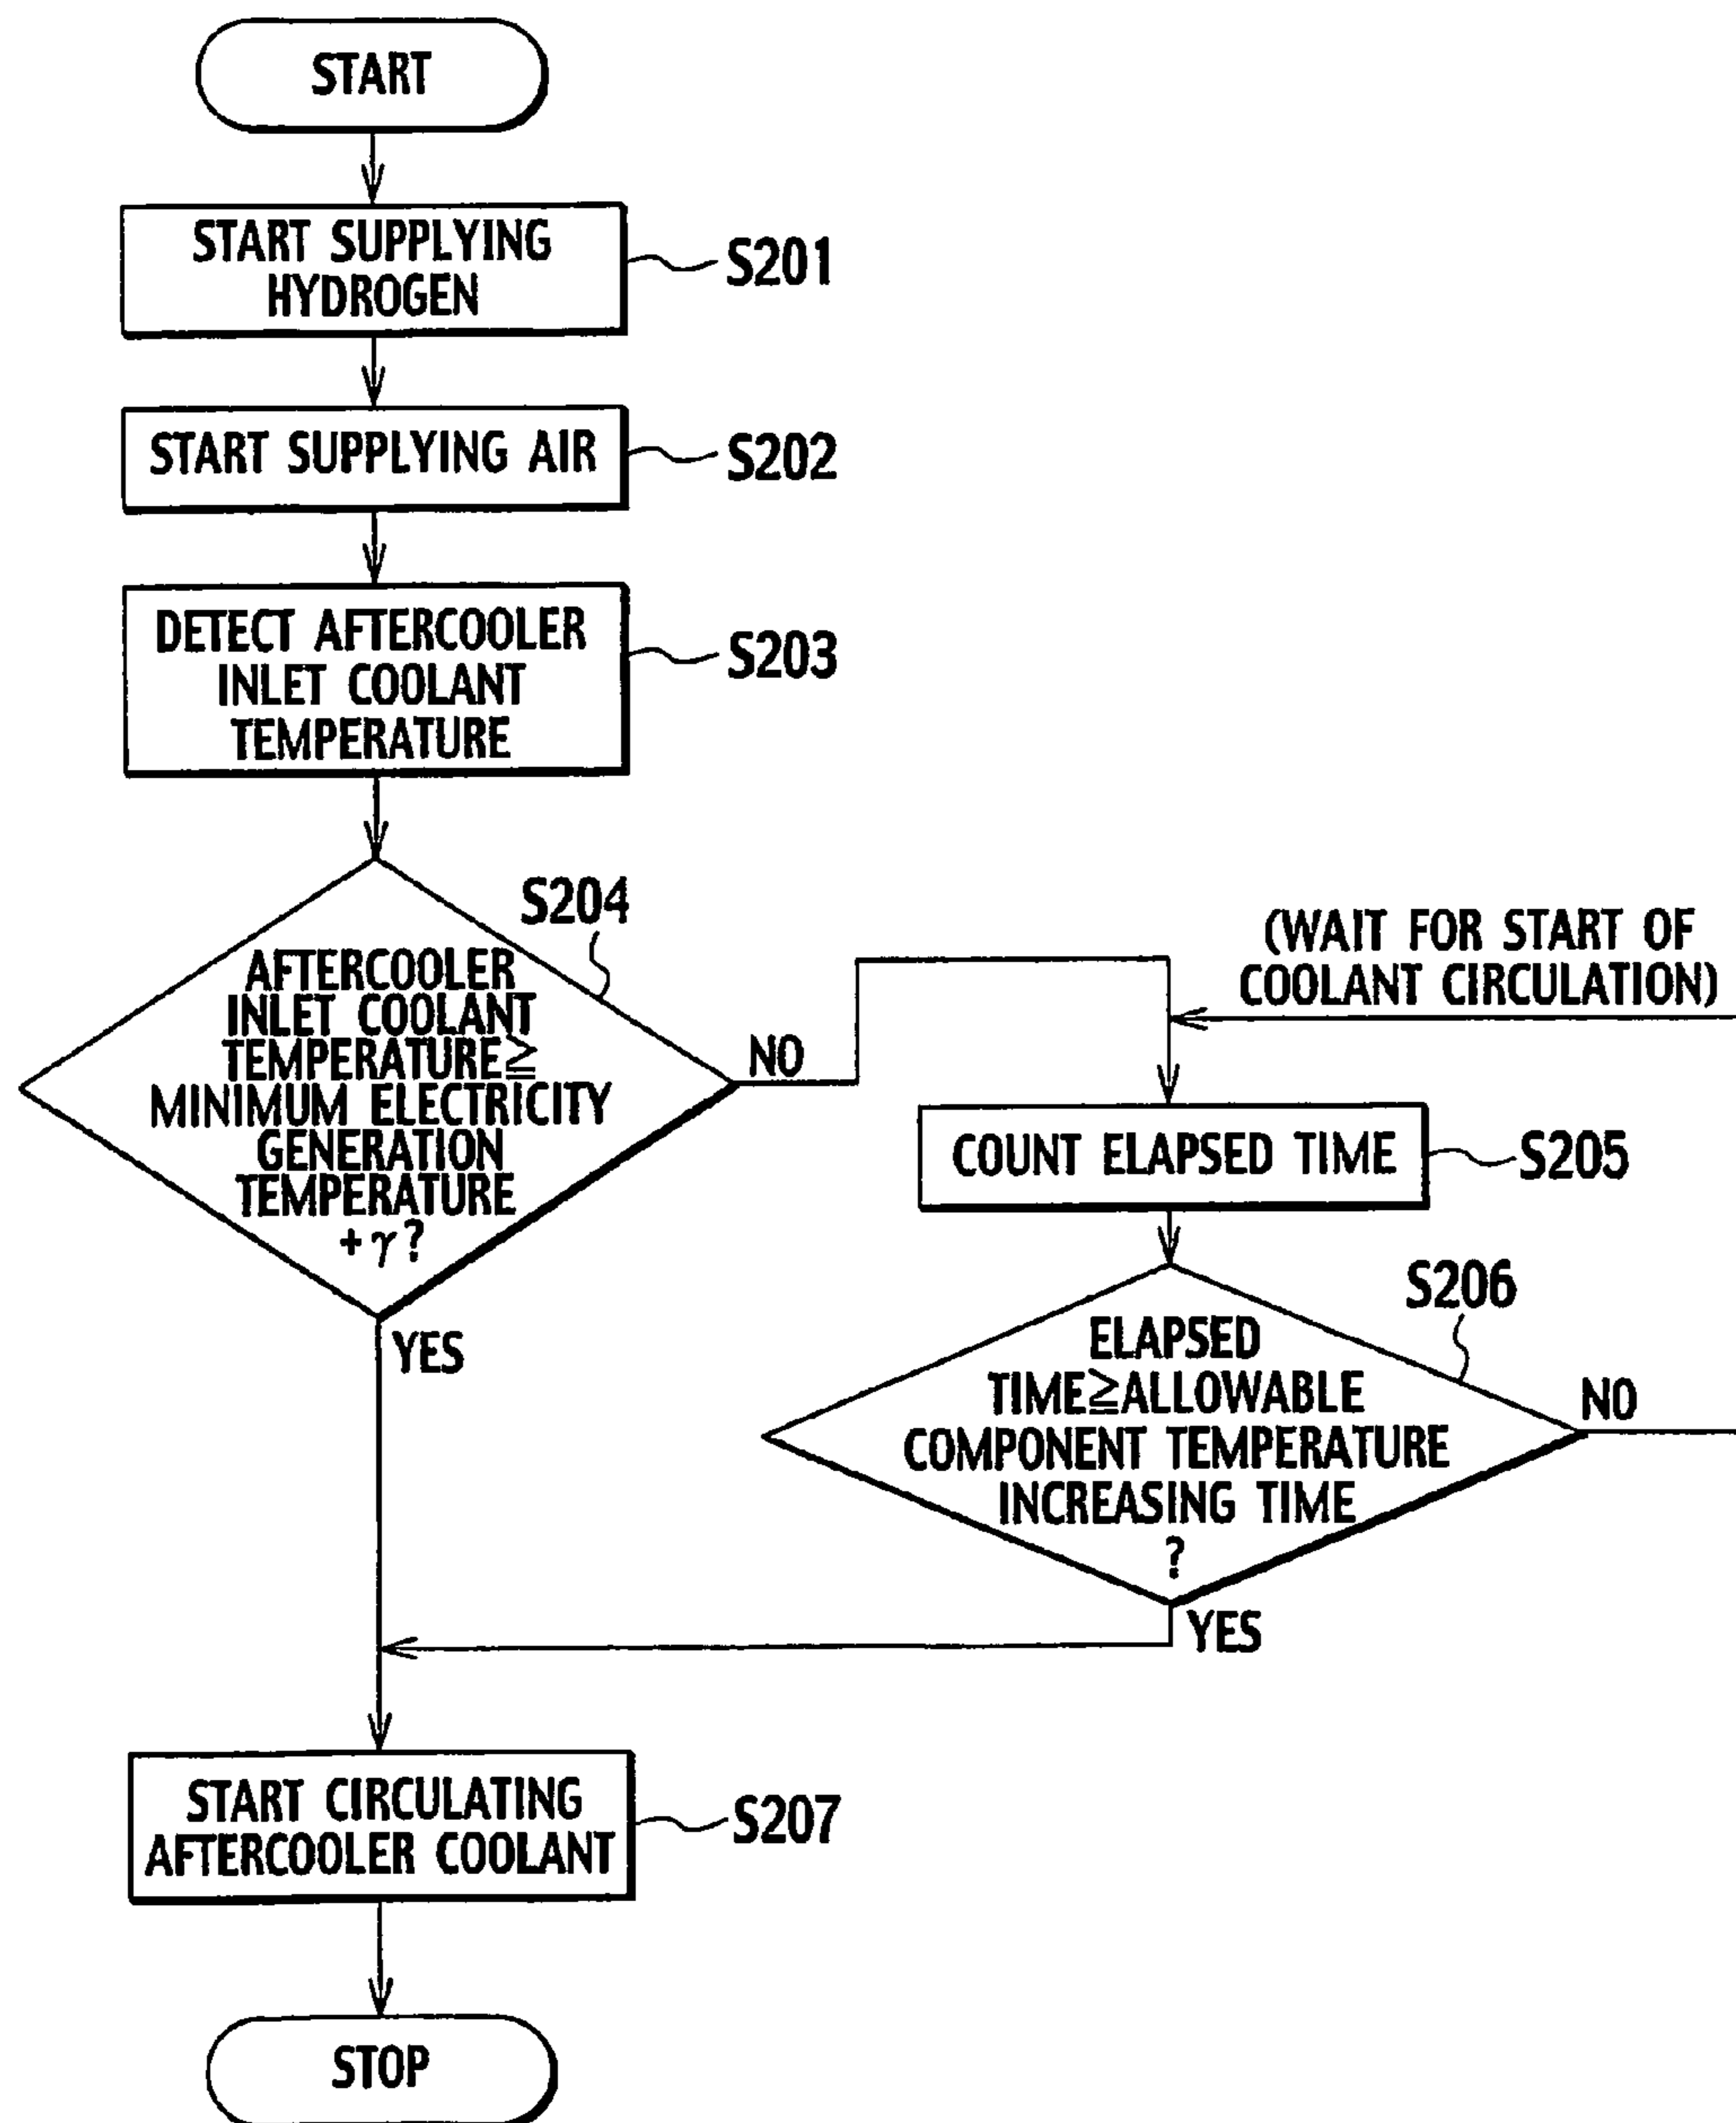 START
START SUPPLYING
HYDROGEN
S201
START SUPPLYING AIR
S202
DETECT AFTERCOOLER
INLET COOLANT
TEMPERATURE
S203
S204
AFTERCOOLER
INLET COOLANT
TEMPERATURE≧
MINIMUM ELECTRICITY
GENERATION
TEMPERATURE
+γ?
NO
YES
(WAIT FOR START OF
COOLANT CIRCULATION)
COUNT ELAPSED TIME
S205
S206
ELAPSED
TIME≧ALLOWABLE
COMPONENT TEMPERATURE
INCREASING TIME
?
NO
YES
START CIRCULATING
AFTERCOOLER COOLANT
S207
STOP